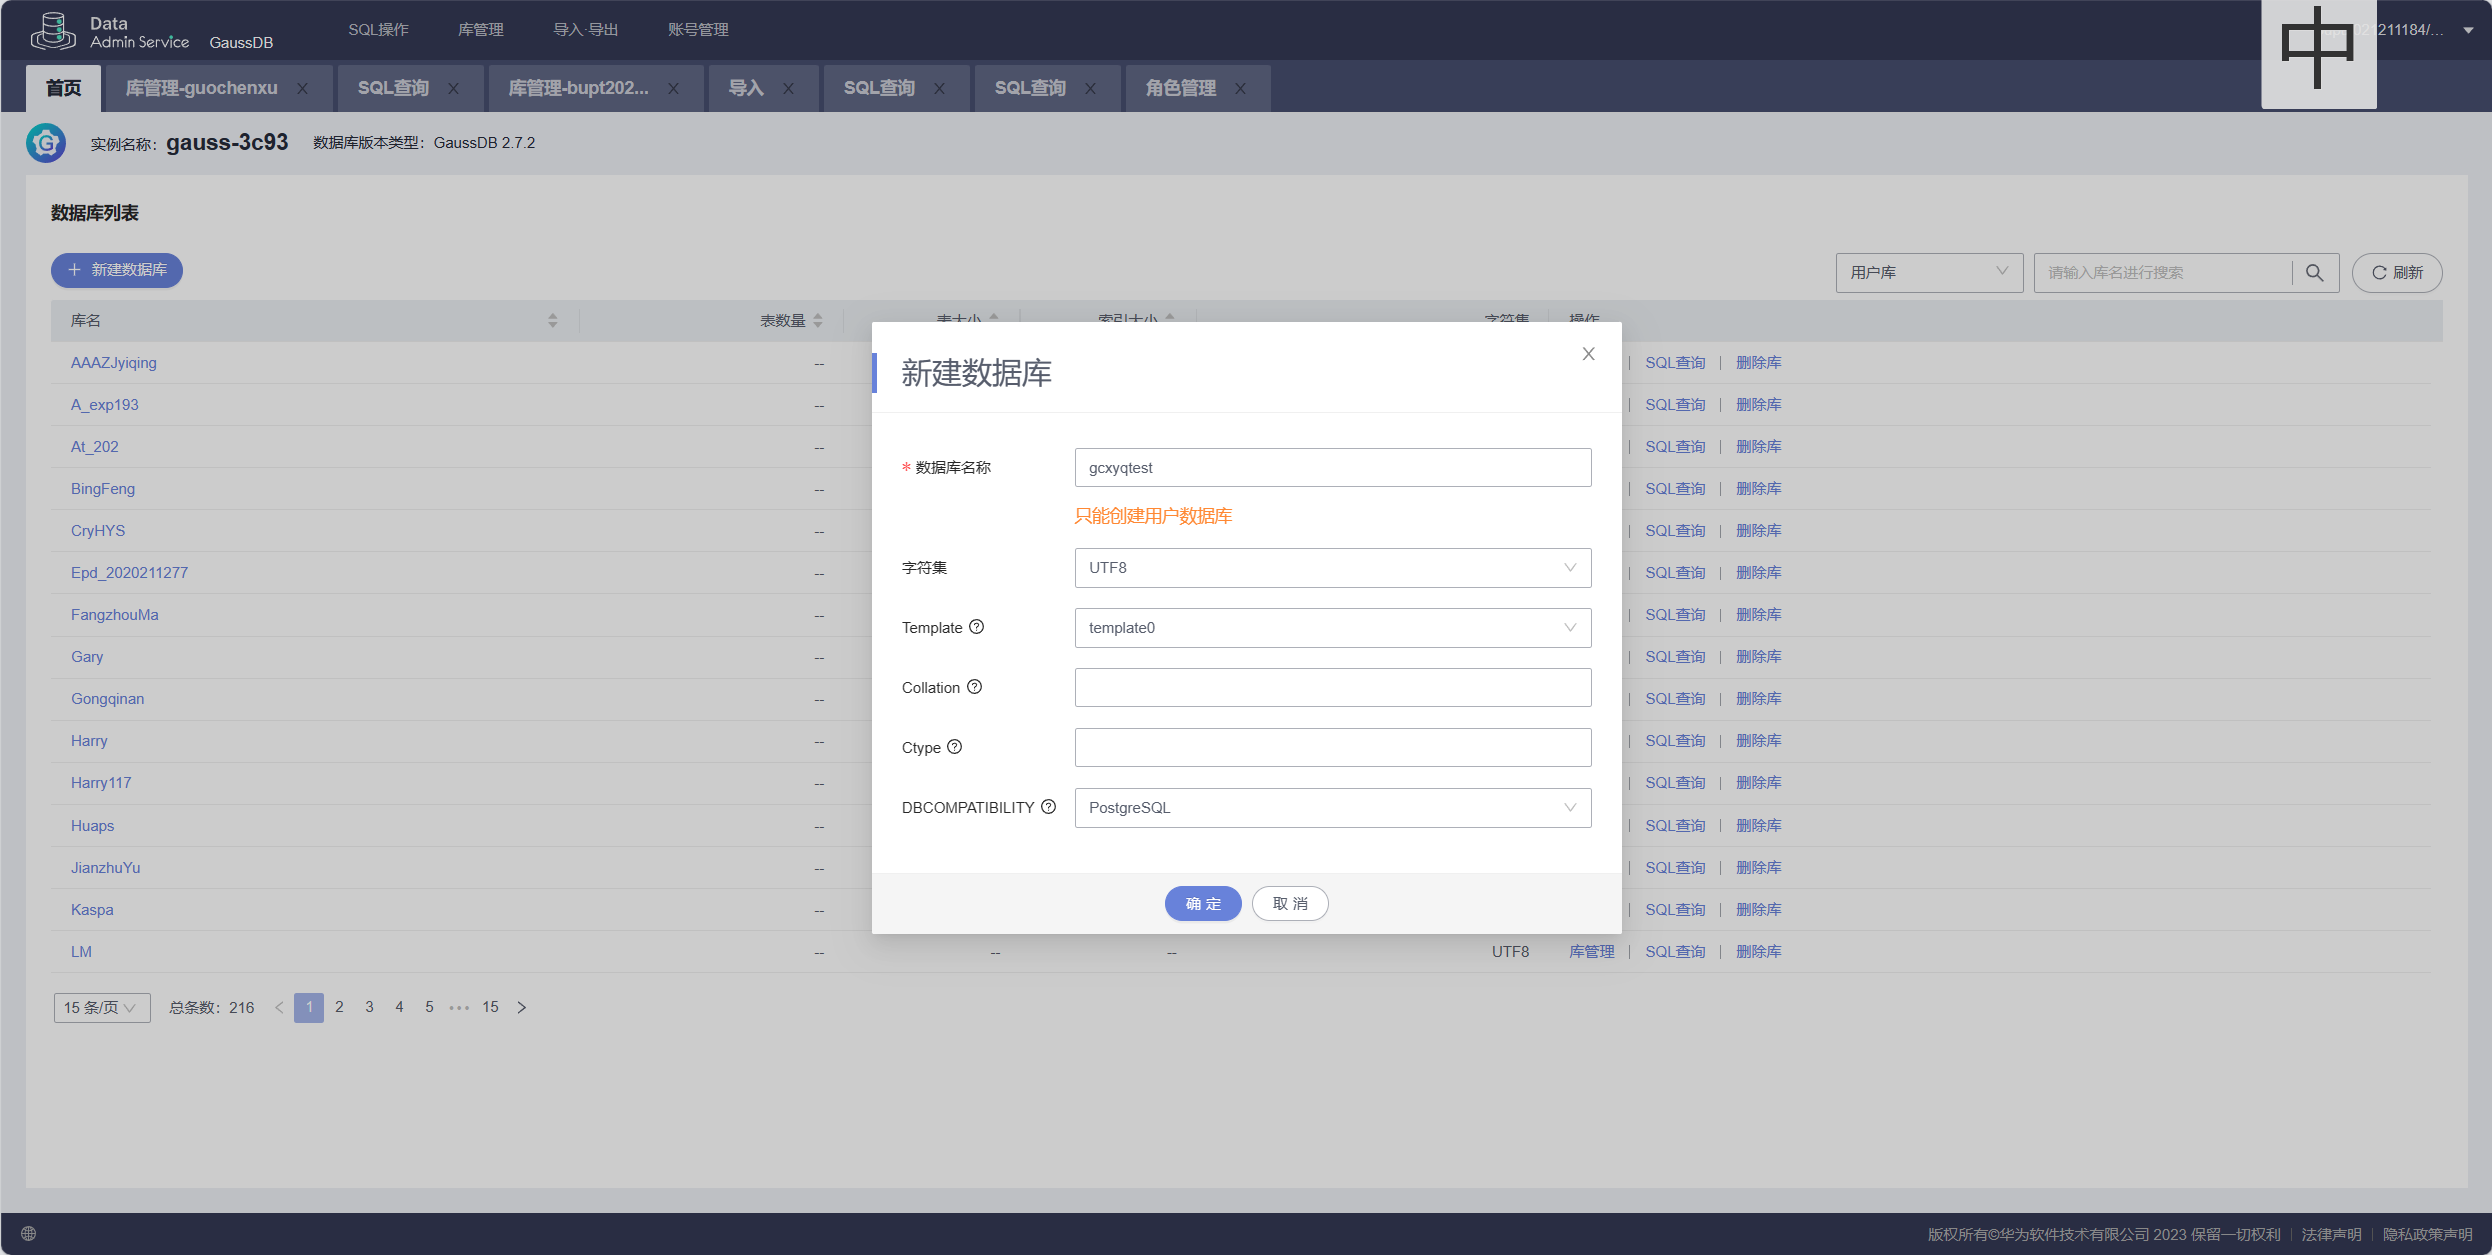 Data
Admin Service GaussDB SQL操作 库管理 导入·导出 账号管理 211184/...
中
首页 库管理-guochenxu SQL查询 库管理-bupt202... 导入 SQL查询 SQL查询 角色管理
实例名称: gauss-3c93 数据库版本类型: GaussDB 2.7.2
数据库列表
新建数据库 用户库 请输入库名进行搜索 刷新
库名 表数量 表大小 索引大小 字符集 操作
AAAZJyiqing -- SQL查询 删除库
A_exp193 -- SQL查询 删除库
At_202 -- SQL查询 删除库
BingFeng -- SQL查询 删除库
CryHYS -- SQL查询 删除库
Epd_2020211277 -- SQL查询 删除库
FangzhouMa -- SQL查询 删除库
Gary -- SQL查询 删除库
Gongqinan -- SQL查询 删除库
Harry -- SQL查询 删除库
Harry117 -- SQL查询 删除库
Huaps -- SQL查询 删除库
JianzhuYu -- SQL查询 删除库
Kaspa -- SQL查询 删除库
LM -- -- -- UTF8 库管理 SQL查询 删除库
新建数据库
* 数据库名称 gcxyqtest
只能创建用户数据库
字符集 UTF8
Template template0
Collation
Ctype
DBCOMPATIBILITY PostgreSQL
确 定 取 消
15 条/页 总条数: 216 < 1 2 3 4 5 ••• 15 >
版权所有©华为软件技术有限公司 2023 保留一切权利 | 法律声明 | 隐私政策声明